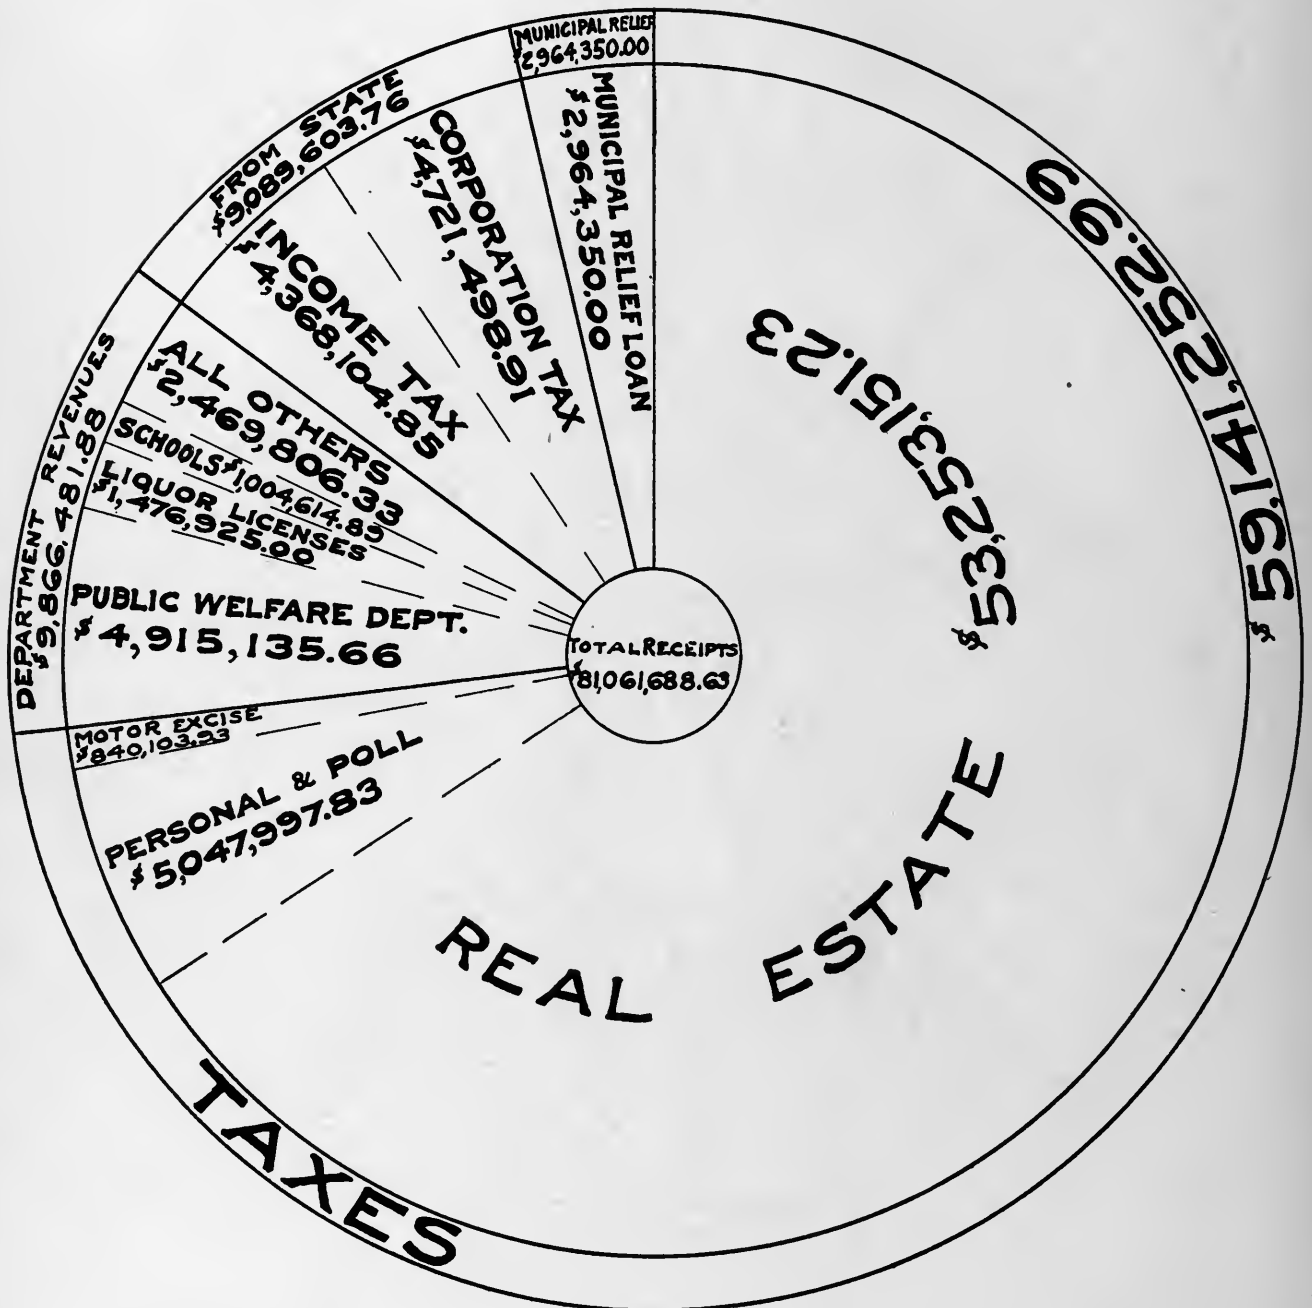 MUNICIPAL RELIEF
$2,964,350.00
MUNICIPAL RELIEF LOAN
$2,964,350.00
FROM STATE
$9,089,603.76
CORPORATION TAX
$4,721,498.91
INCOME TAX
$4,368,104.85
DEPARTMENT REVENUES
$9,866,481.88
ALL OTHERS
$2,469,806.33
SCHOOLS $1,004,614.89
LIQUOR LICENSES
$1,476,925.00
PUBLIC WELFARE DEPT.
$4,915,135.66
MOTOR EXCISE
$840,103.93
PERSONAL & POLL
$5,047,997.83
TOTAL RECEIPTS
$81,061,688.63
REAL ESTATE
$53,253,151.23
TAXES
$59,141,252.99